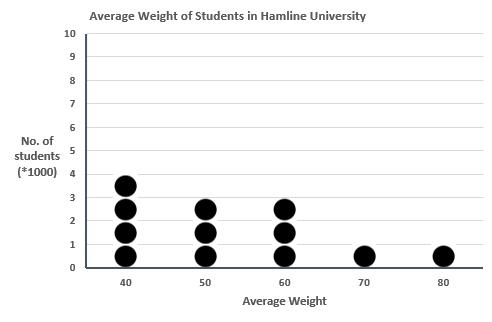 Average Weight of Students in Hamline University
10
9
8
7
6
5
4
3
2
1
0
No. of
students
(*1000)
40 50 60 70 80
Average Weight